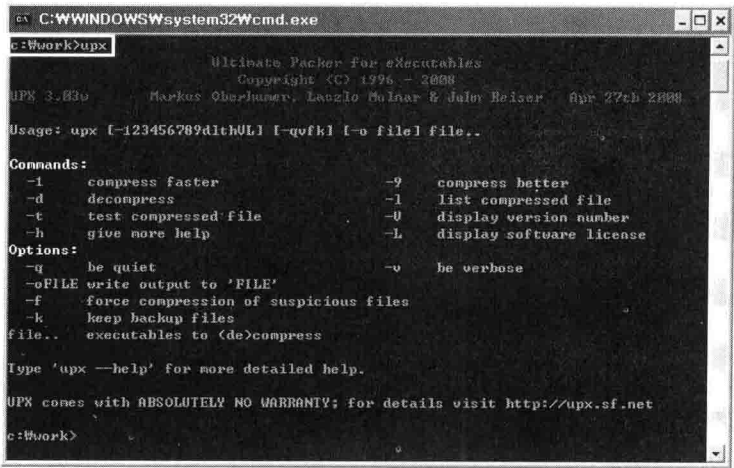 C:₩WINDOWS₩system32₩cmd.exe
c:₩work>upx
Ultimate Packer for eXecutables
Copyright (C) 1996 - 2008
UPX 3.03w Markus Oberhumer, Laszlo Molnar & John Reiser Apr 27th 2008
Usage: upx [-123456789dlthVL] [-qvfk] [-o file] file..
Commands:
-1 compress faster -9 compress better
-d decompress -l list compressed file
-t test compressed file -V display version number
-h give more help -L display software license
Options:
-q be quiet -v be verbose
-oFILE write output to 'FILE'
-f force compression of suspicious files
-k keep backup files
file.. executables to (de)compress
Type 'upx --help' for more detailed help.
UPX comes with ABSOLUTELY NO WARRANTY; for details visit http://upx.sf.net
c:₩work>